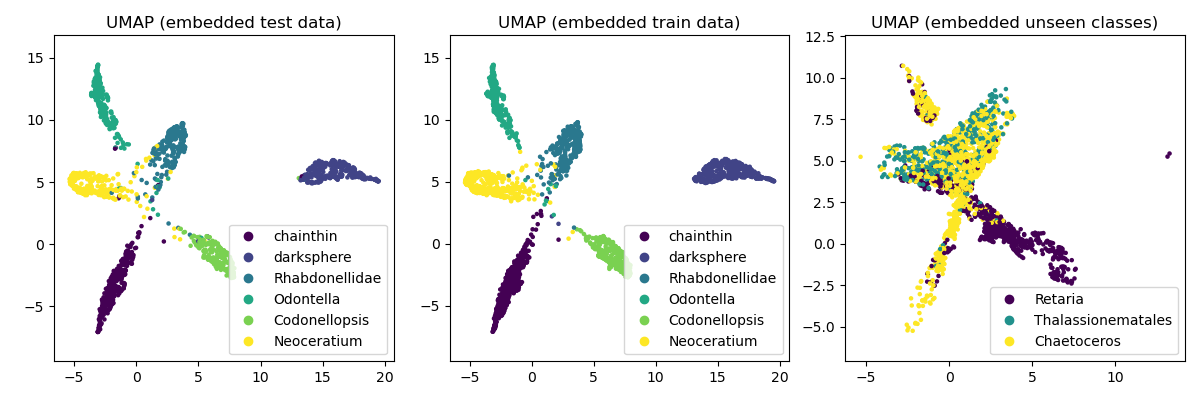 UMAP (embedded test data)
15
10
5
0
−5
−5
0
5
10
15
20
chainthin
darksphere
Rhabdonellidae
Odontella
Codonellopsis
Neoceratium
UMAP (embedded train data)
15
10
5
0
−5
−5
0
5
10
15
20
chainthin
darksphere
Rhabdonellidae
Odontella
Codonellopsis
Neoceratium
UMAP (embedded unseen classes)
12.5
10.0
7.5
5.0
2.5
0.0
−2.5
−5.0
−5
0
5
10
Retaria
Thalassionematales
Chaetoceros